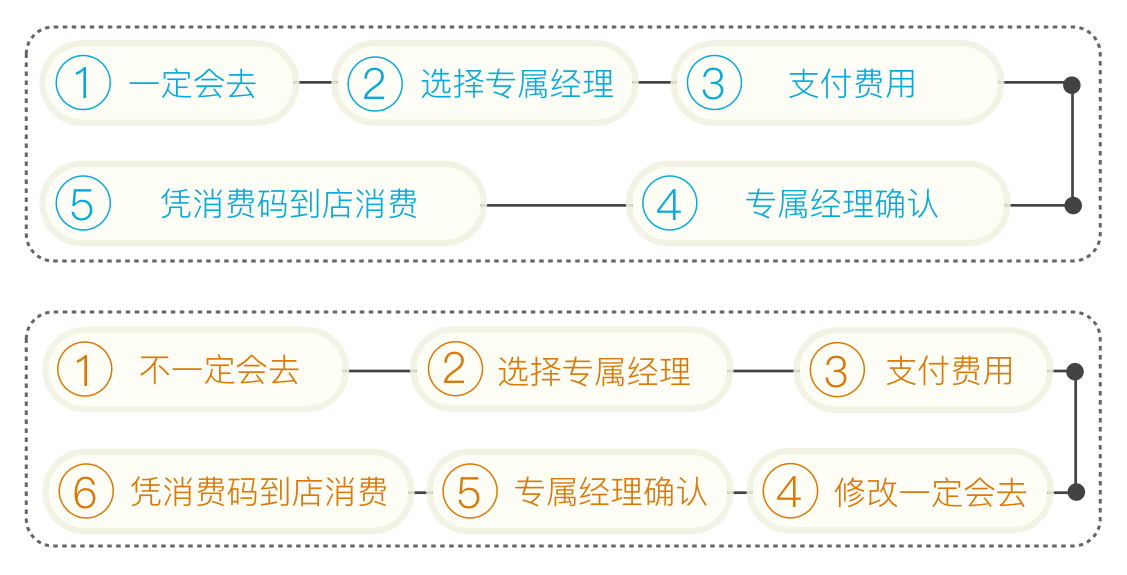 1 一定会去 2 选择专属经理 3 支付费用
5 凭消费码到店消费 4 专属经理确认
1 不一定会去 2 选择专属经理 3 支付费用
6 凭消费码到店消费 5 专属经理确认 4 修改一定会去